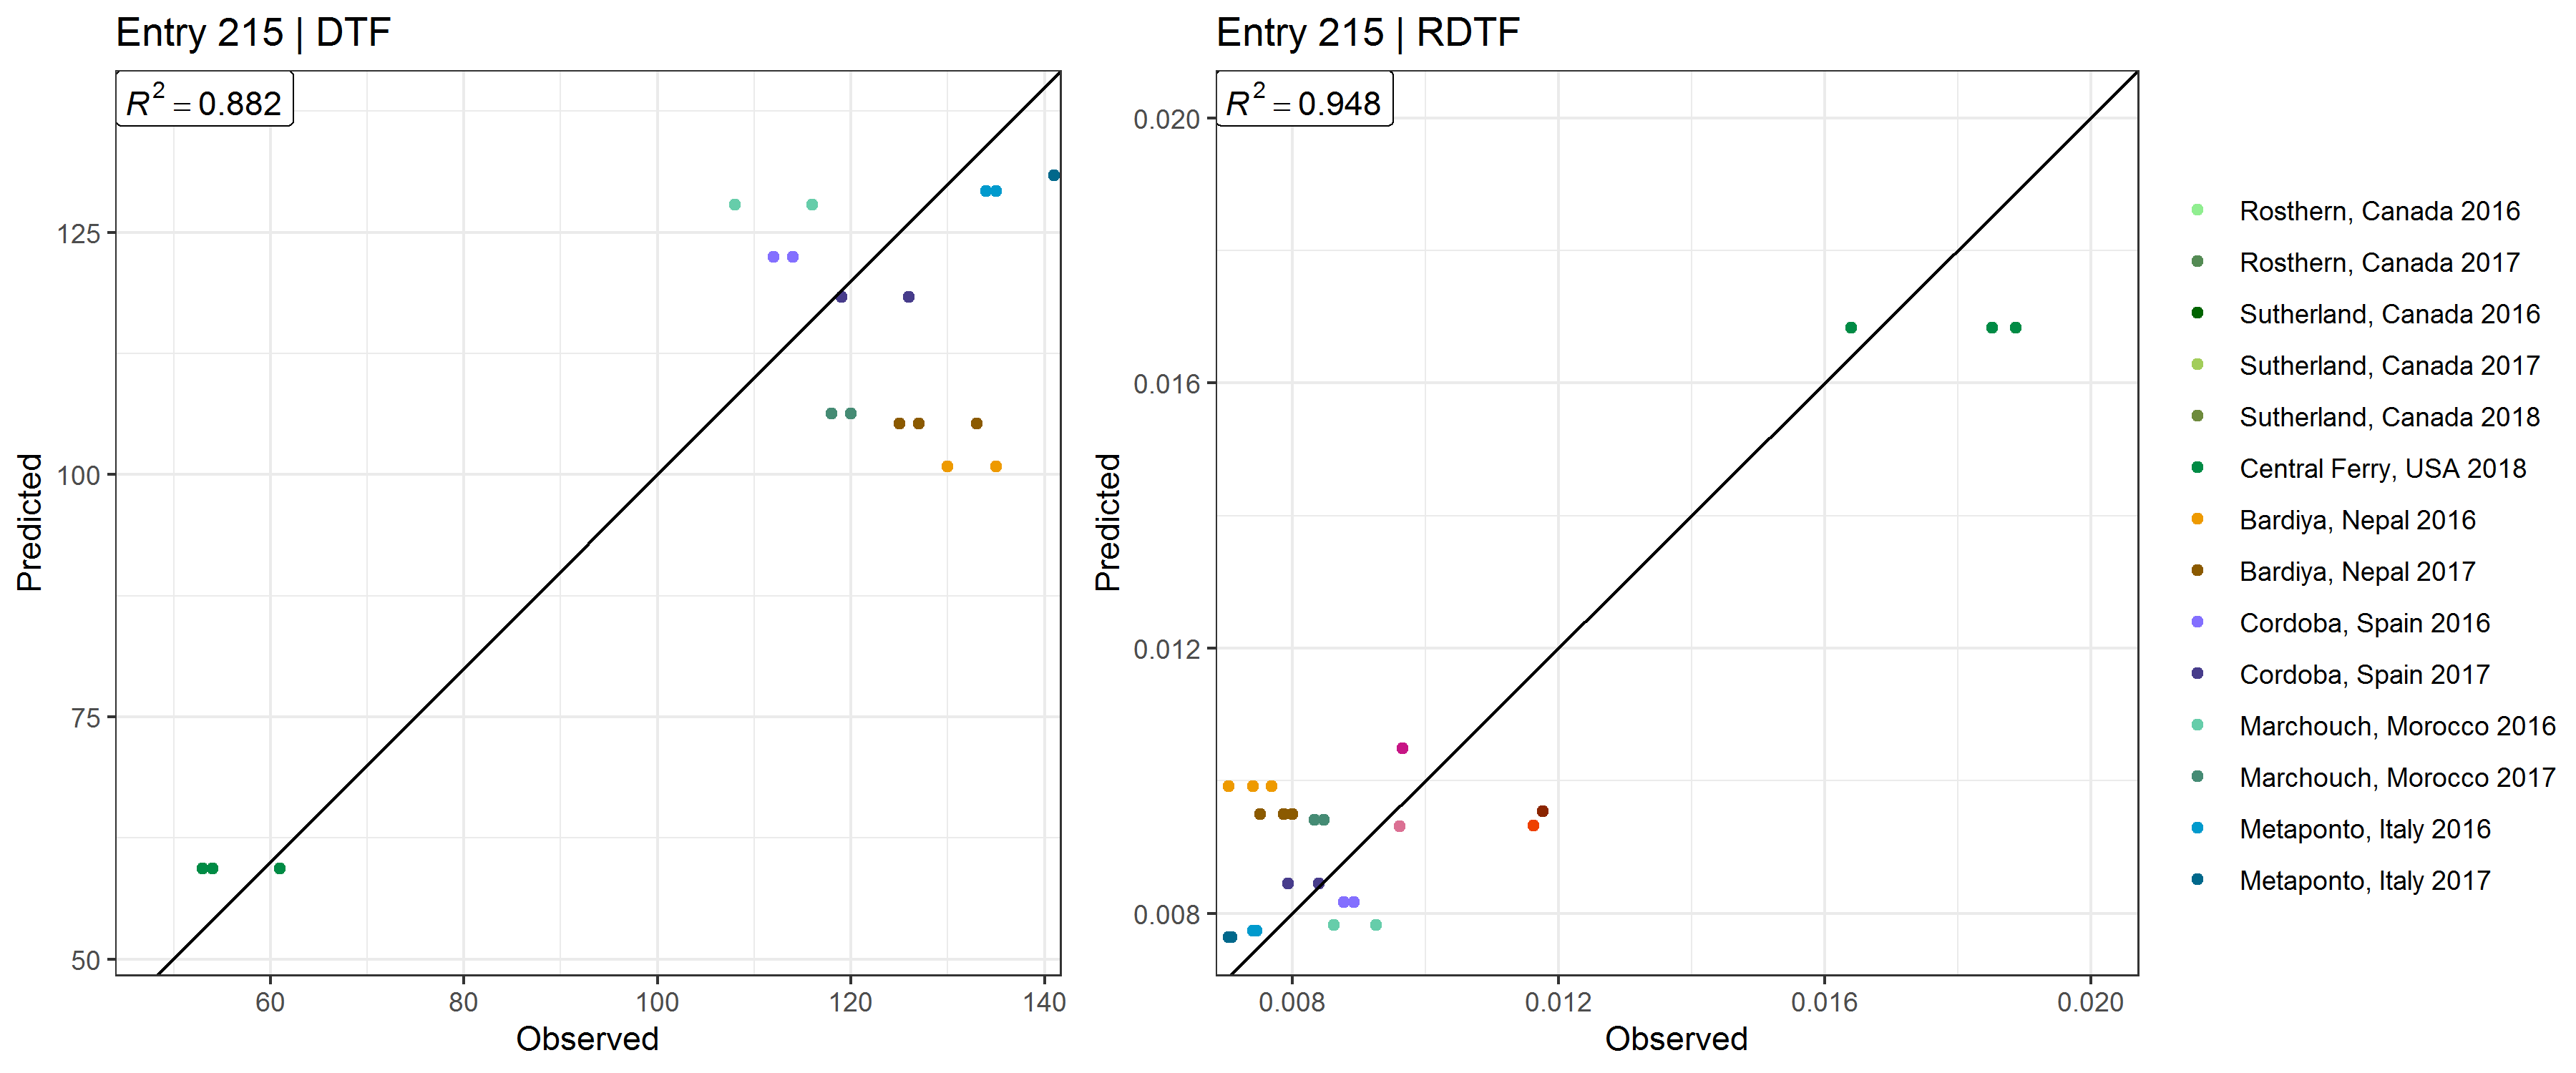 Entry 215 | DTF
R² = 0.882
125
100
75
50
Predicted
60 80 100 120 140
Observed
Entry 215 | RDTF
R² = 0.948
0.020
0.016
0.012
0.008
Predicted
0.008 0.012 0.016 0.020
Observed
Rosthern, Canada 2016
Rosthern, Canada 2017
Sutherland, Canada 2016
Sutherland, Canada 2017
Sutherland, Canada 2018
Central Ferry, USA 2018
Bardiya, Nepal 2016
Bardiya, Nepal 2017
Cordoba, Spain 2016
Cordoba, Spain 2017
Marchouch, Morocco 2016
Marchouch, Morocco 2017
Metaponto, Italy 2016
Metaponto, Italy 2017